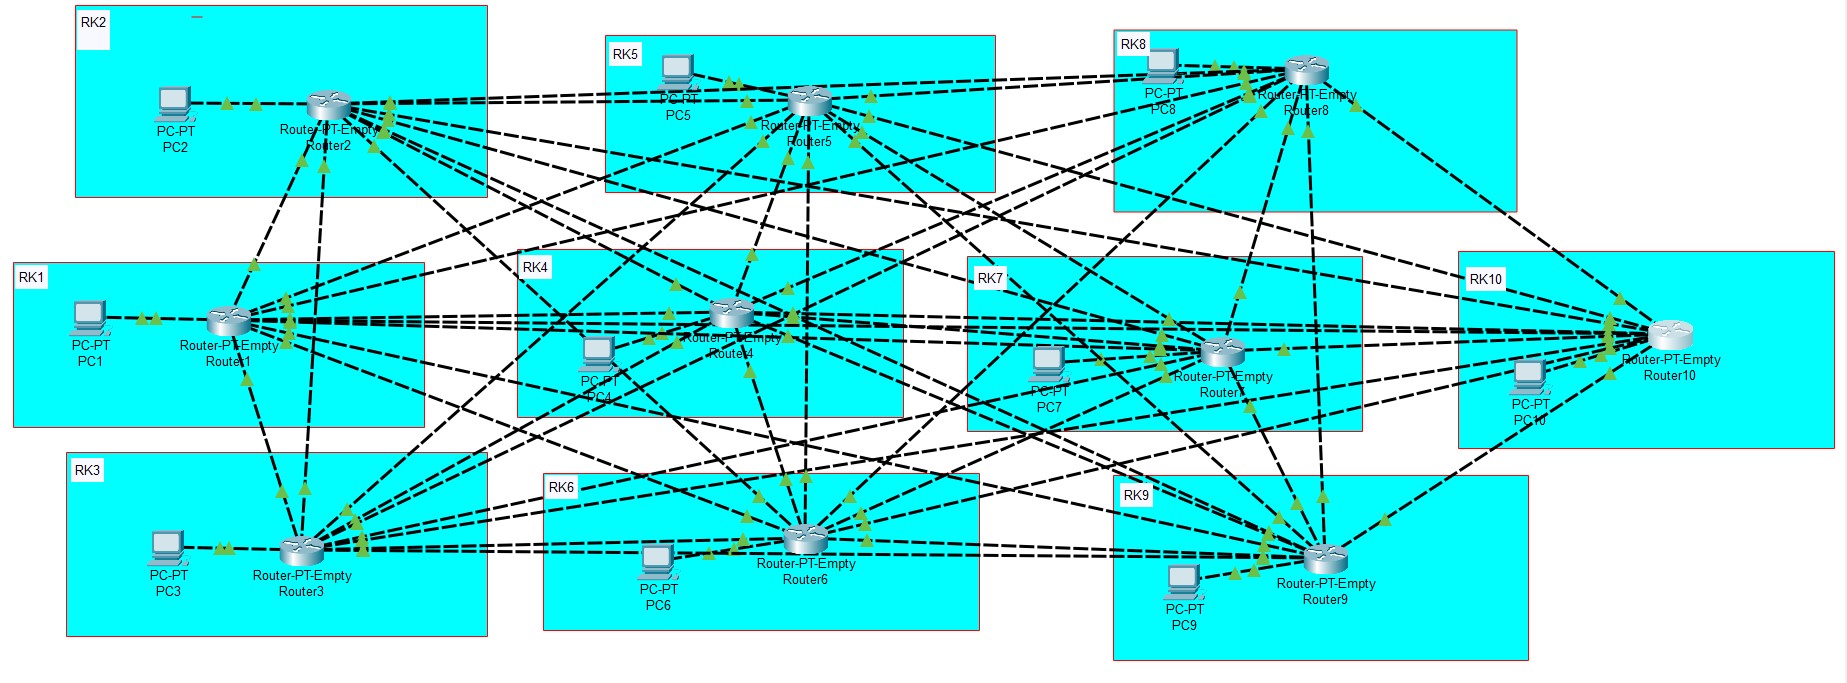 RK2
PC-PT
PC2
Router-PT-Empty
Router2
RK5
PC-PT
PC5
Router-PT-Empty
Router5
RK8
PC-PT
PC8
Router-PT-Empty
Router8
RK1
PC-PT
PC1
Router-PT-Empty
Router1
RK4
PC-PT
PC4
Router-PT-Empty
Router4
RK7
PC-PT
PC7
Router-PT-Empty
Router7
RK10
PC-PT
PC10
Router-PT-Empty
Router10
RK3
PC-PT
PC3
Router-PT-Empty
Router3
RK6
PC-PT
PC6
Router-PT-Empty
Router6
RK9
PC-PT
PC9
Router-PT-Empty
Router9